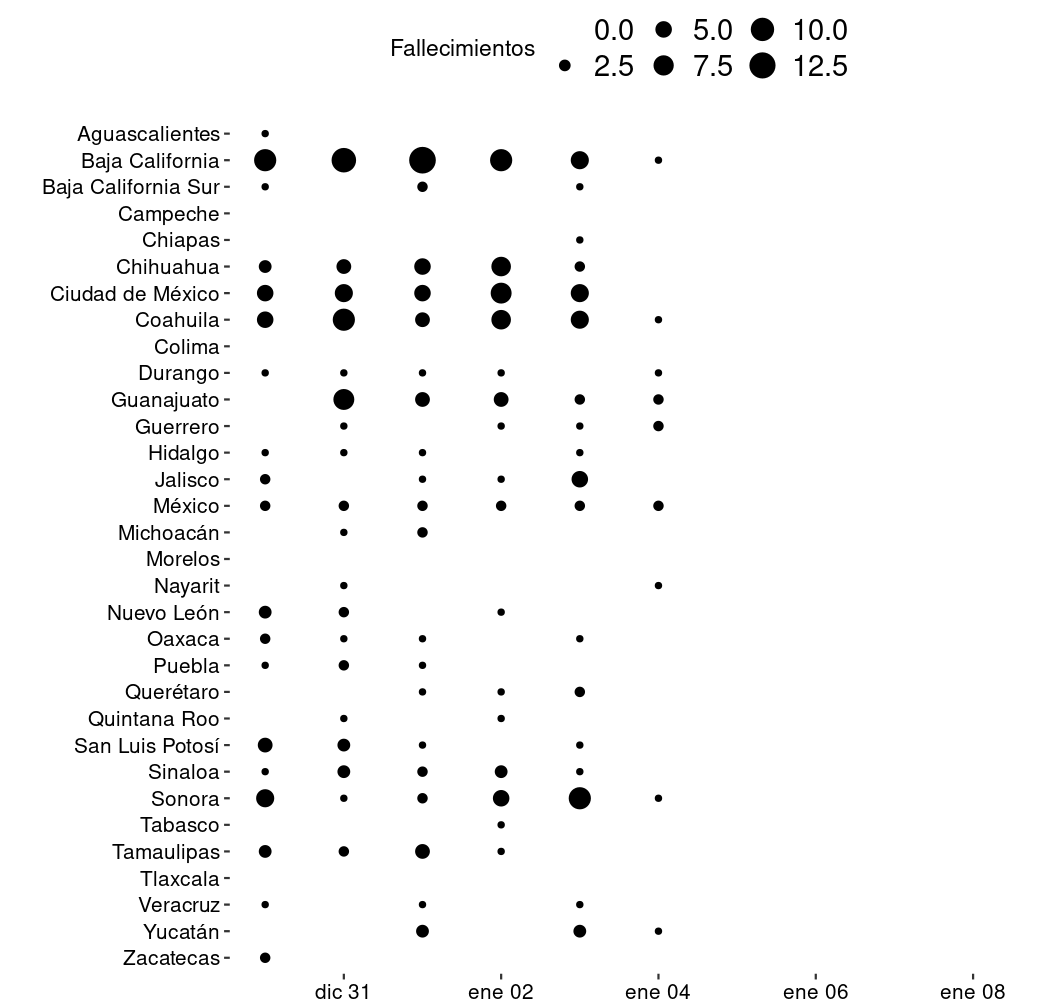 Fallecimientos
0.0 5.0 10.0
2.5 7.5 12.5
Aguascalientes
Baja California
Baja California Sur
Campeche
Chiapas
Chihuahua
Ciudad de México
Coahuila
Colima
Durango
Guanajuato
Guerrero
Hidalgo
Jalisco
México
Michoacán
Morelos
Nayarit
Nuevo León
Oaxaca
Puebla
Querétaro
Quintana Roo
San Luis Potosí
Sinaloa
Sonora
Tabasco
Tamaulipas
Tlaxcala
Veracruz
Yucatán
Zacatecas
dic 31 ene 02 ene 04 ene 06 ene 08